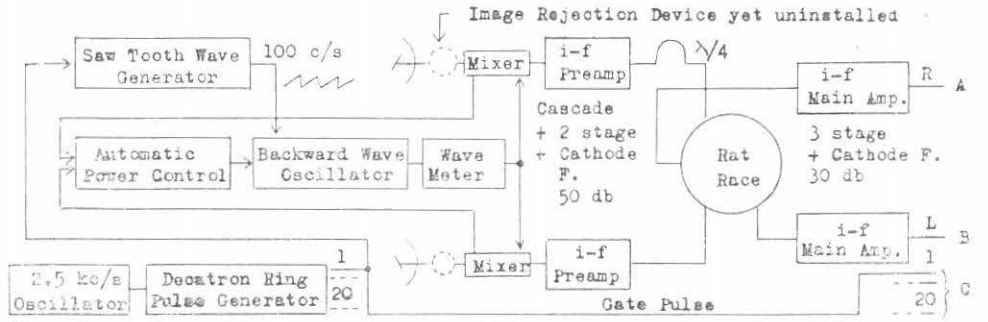 Image Rejection Device yet uninstalled
Saw Tooth Wave
Generator
100 c/s
Mixer
i-f
Preamp
λ/4
i-f
Main Amp.
R
A
Cascade
+ 2 stage
+ Cathode
F.
50 db
3 stage
+ Cathode F.
30 db
Automatic
Power Control
Backward Wave
Oscillator
Wave
Meter
Rat
Race
i-f
Main Amp.
L
B
Mixer
i-f
Preamp
2.5 kc/s
Oscillator
Decatron Ring
Pulse Generator
1
20
Gate Pulse
1
20
C